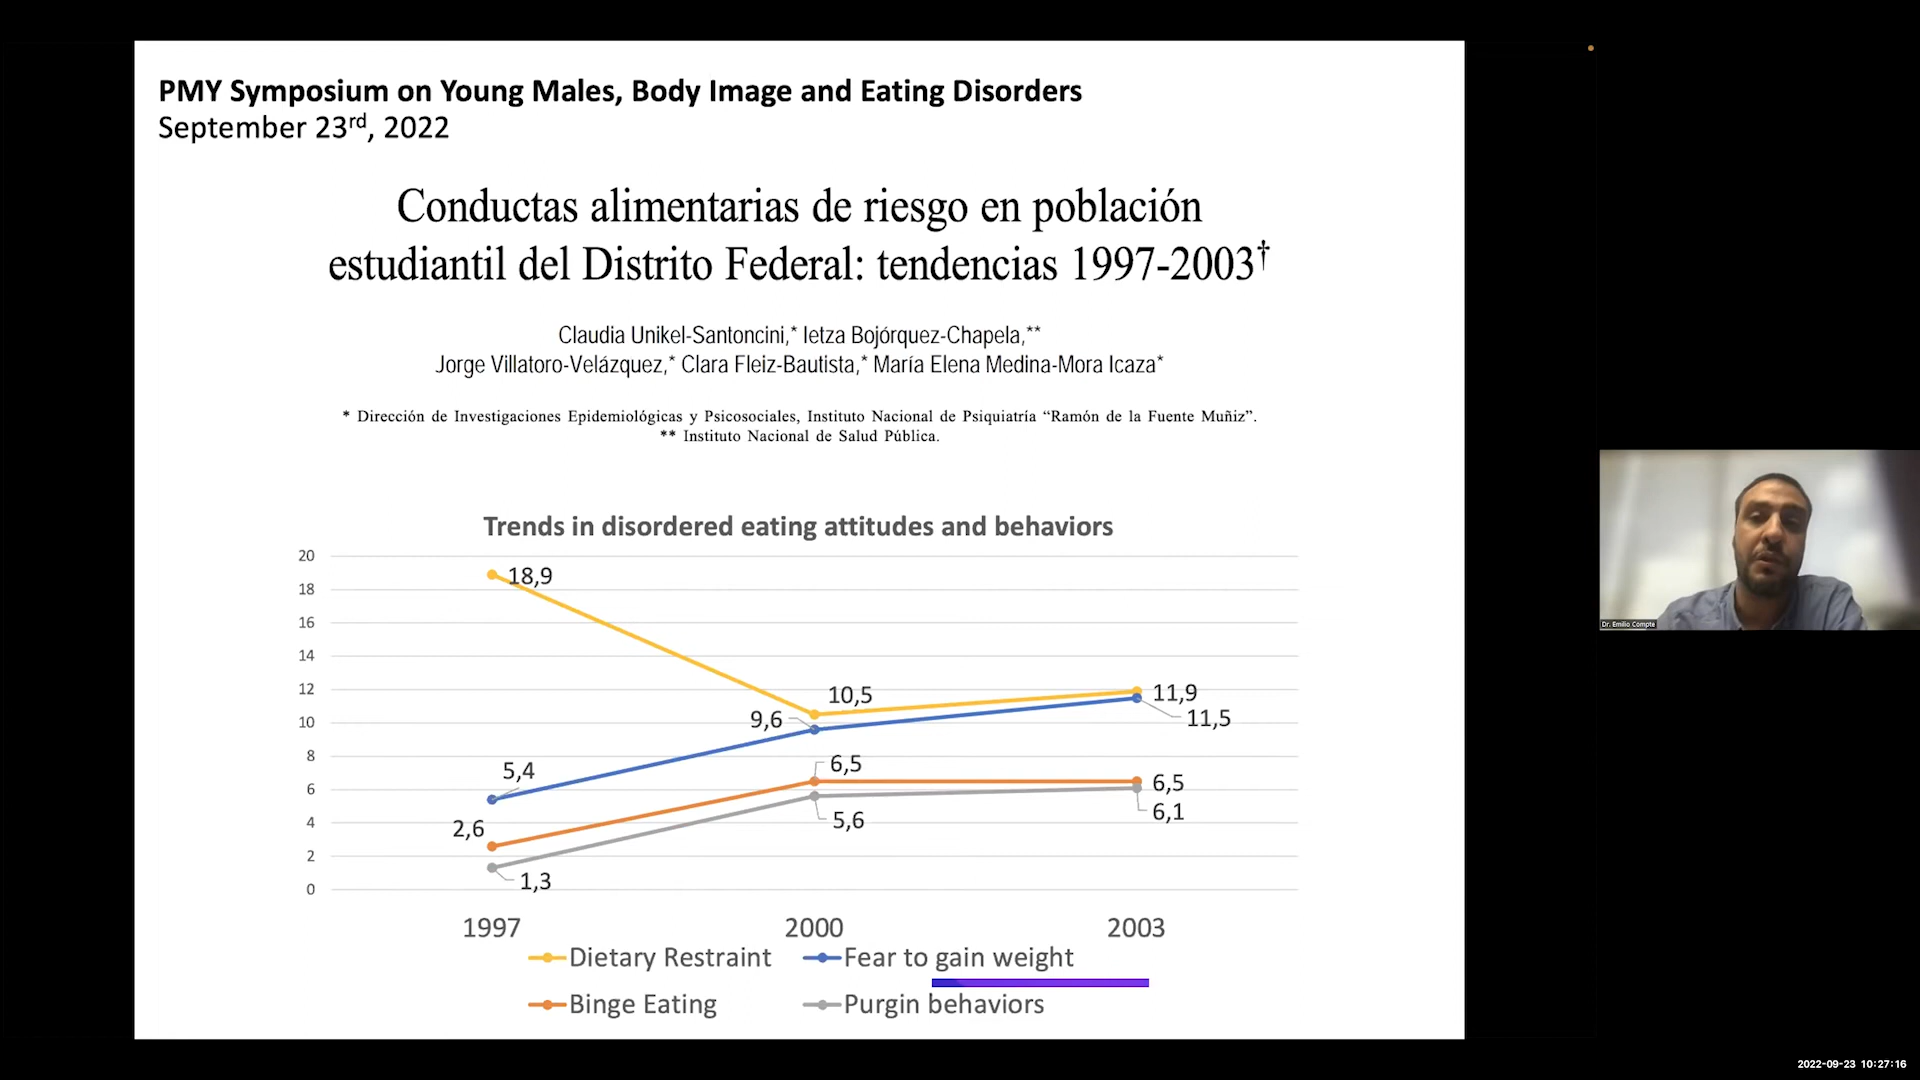 PMY Symposium on Young Males, Body Image and Eating Disorders
September 23rd, 2022
Conductas alimentarias de riesgo en población
estudiantil del Distrito Federal: tendencias 1997-2003†
Claudia Unikel-Santoncini,* Ietza Bojórquez-Chapela,**
Jorge Villatoro-Velázquez,* Clara Fleiz-Bautista,* María Elena Medina-Mora Icaza*
* Dirección de Investigaciones Epidemiológicas y Psicosociales, Instituto Nacional de Psiquiatría “Ramón de la Fuente Muñiz”.
** Instituto Nacional de Salud Pública.
Trends in disordered eating attitudes and behaviors
20
18
16
14
12
10
8
6
4
2
0
18,9
10,5
11,9
5,4
9,6
11,5
2,6
6,5
6,5
1,3
5,6
6,1
1997 2000 2003
Dietary Restraint Fear to gain weight
Binge Eating Purgin behaviors
Dr. Emilio Compte
2022-09-23 10:27:16